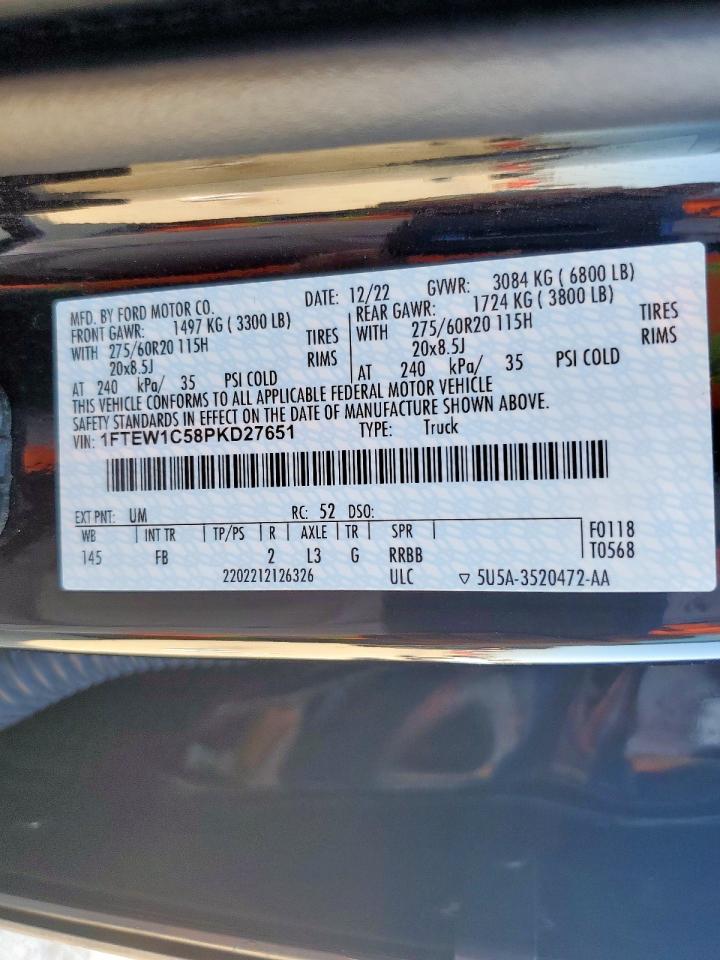 MFD. BY FORD MOTOR CO. DATE: 12/22 GVWR: 3084 KG ( 6800 LB)
FRONT GAWR: 1497 KG ( 3300 LB) REAR GAWR: 1724 KG ( 3800 LB)
WITH 275/60R20 115H TIRES WITH 275/60R20 115H TIRES
20x8.5J RIMS 20x8.5J RIMS
AT 240 kPa/ 35 PSI COLD AT 240 kPa/ 35 PSI COLD
THIS VEHICLE CONFORMS TO ALL APPLICABLE FEDERAL MOTOR VEHICLE
SAFETY STANDARDS IN EFFECT ON THE DATE OF MANUFACTURE SHOWN ABOVE.
VIN: 1FTEW1C58PKD27651 TYPE: Truck
EXT PNT: UM RC: 52 DSO:
WB INT TR TP/PS R AXLE TR SPR F0118
145 FB 2 L3 G RRBB T0568
2202212126326 ULC ▽ 5U5A-3520472-AA